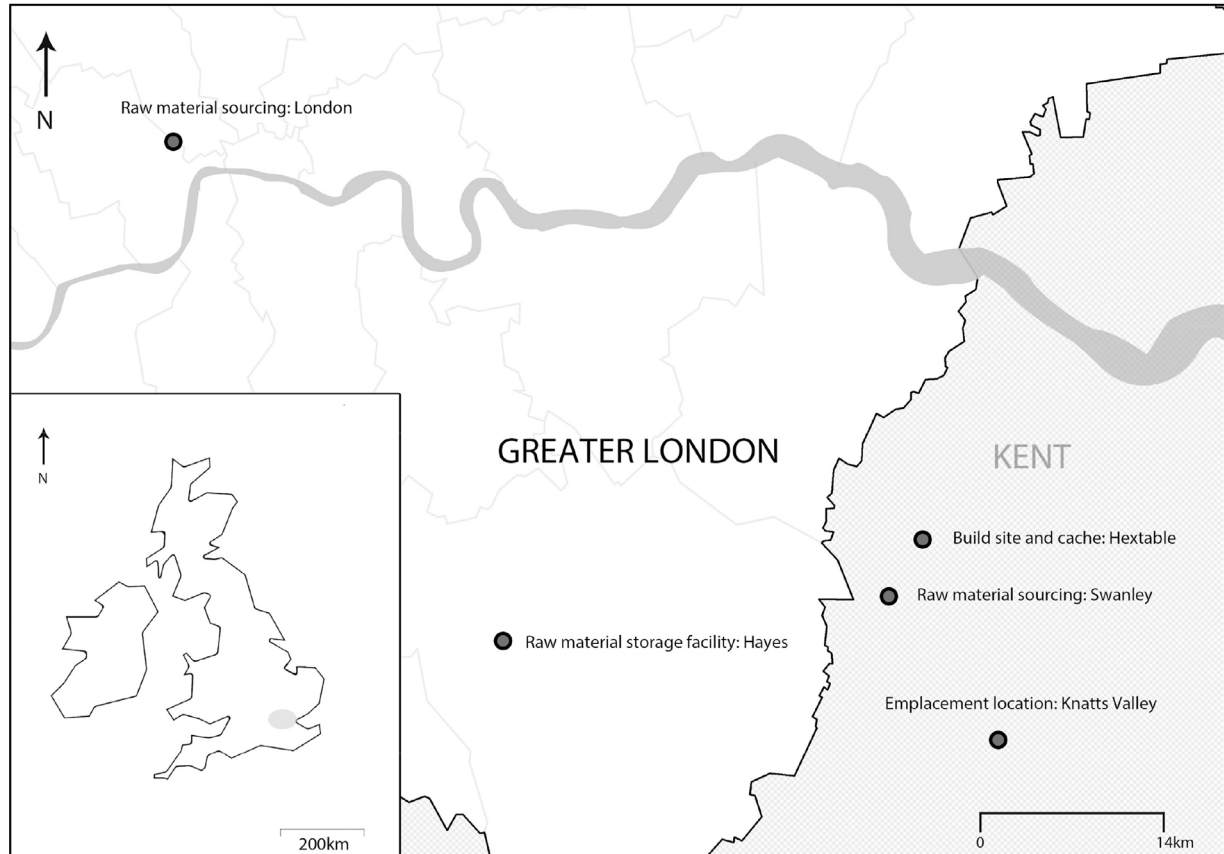 N
Raw material sourcing: London
GREATER LONDON
KENT
Build site and cache: Hextable
Raw material sourcing: Swanley
Raw material storage facility: Hayes
Emplacement location: Knatts Valley
N
200km
0 14km